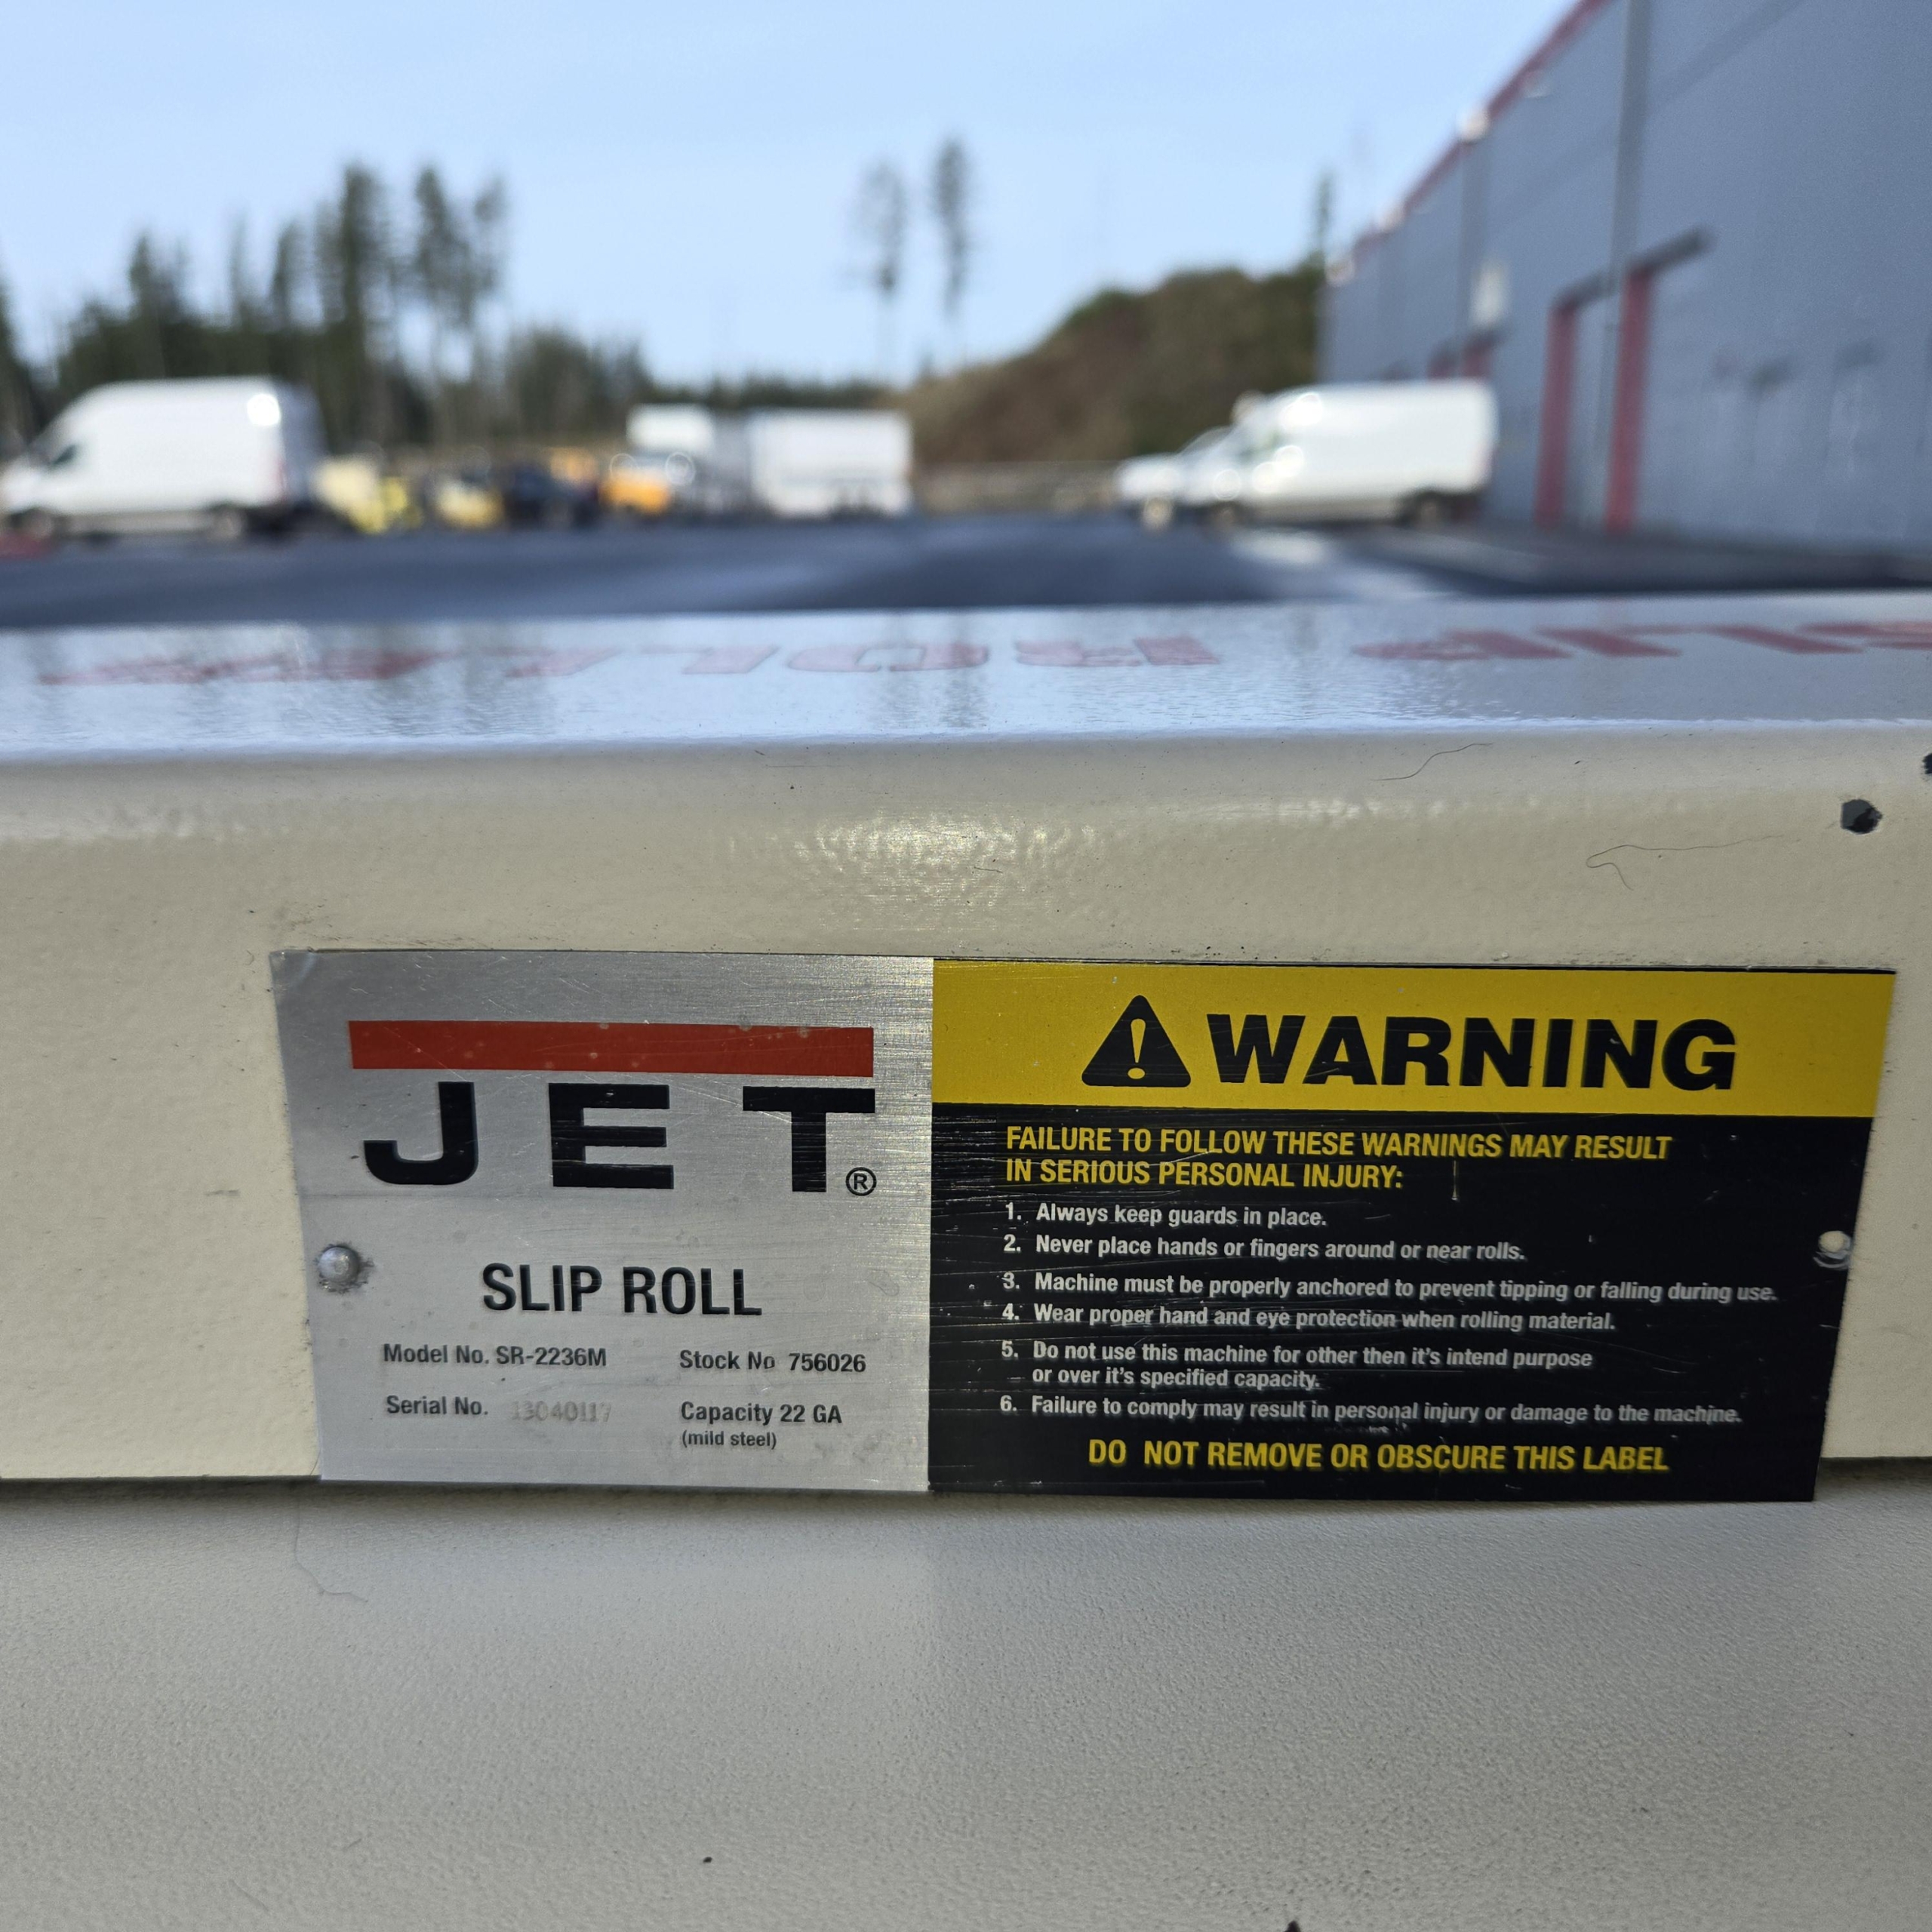 SLIP ROLL
JET®
SLIP ROLL
Model No. SR-2236M
Stock No 756026
Serial No. 13040117
Capacity 22 GA
(mild steel)
WARNING
FAILURE TO FOLLOW THESE WARNINGS MAY RESULT
IN SERIOUS PERSONAL INJURY:
1. Always keep guards in place.
2. Never place hands or fingers around or near rolls.
3. Machine must be properly anchored to prevent tipping or falling during use.
4. Wear proper hand and eye protection when rolling material.
5. Do not use this machine for other then it's intend purpose
or over it's specified capacity.
6. Failure to comply may result in personal injury or damage to the machine.
DO NOT REMOVE OR OBSCURE THIS LABEL